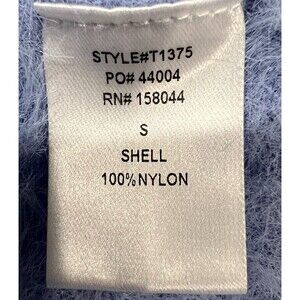 STYLE#T1375
PO# 44004
RN# 158044
S
SHELL
100%NYLON